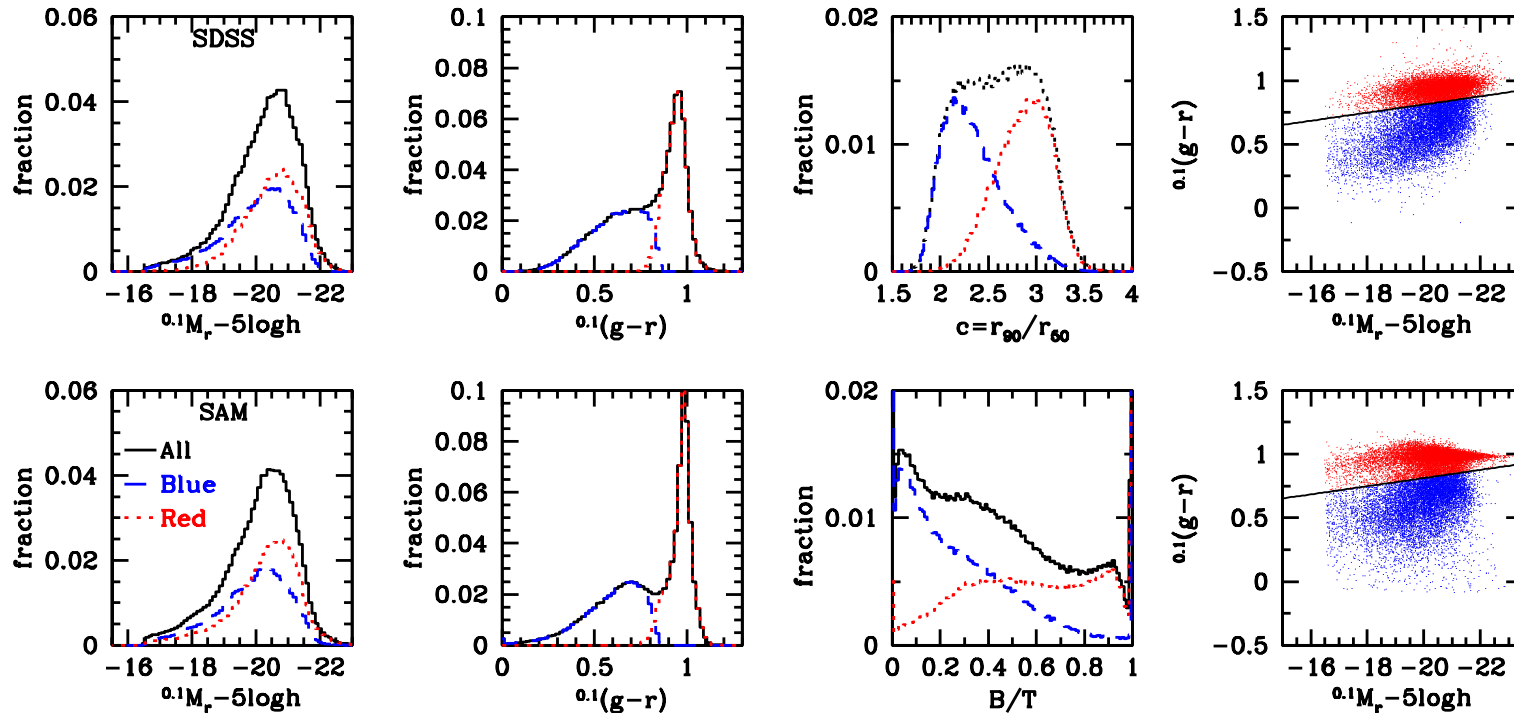 0.06
0.04
0.02
0
fraction
SDSS
-16 -18 -20 -22
0.1Mr-5logh
0.1
0.08
0.06
0.04
0.02
0
fraction
0 0.5 1
0.1(g-r)
0.02
0.01
0
fraction
1.5 2 2.5 3 3.5 4
c=r90/r50
1.5
1
0.5
0
-0.5
0.1(g-r)
-16 -18 -20 -22
0.1Mr-5logh
0.06
0.04
0.02
0
fraction
SAM
All
Blue
Red
-16 -18 -20 -22
0.1Mr-5logh
0.1
0.08
0.06
0.04
0.02
0
fraction
0 0.5 1
0.1(g-r)
0.02
0.01
0
fraction
0 0.2 0.4 0.6 0.8 1
B/T
1.5
1
0.5
0
-0.5
0.1(g-r)
-16 -18 -20 -22
0.1Mr-5logh